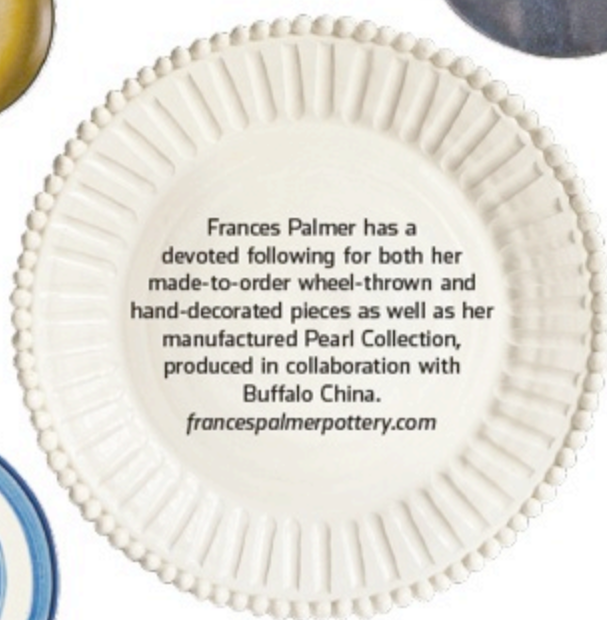 Frances Palmer has a
devoted following for both her
made-to-order wheel-thrown and
hand-decorated pieces as well as her
manufactured Pearl Collection,
produced in collaboration with
Buffalo China.
francespalmerpottery.com